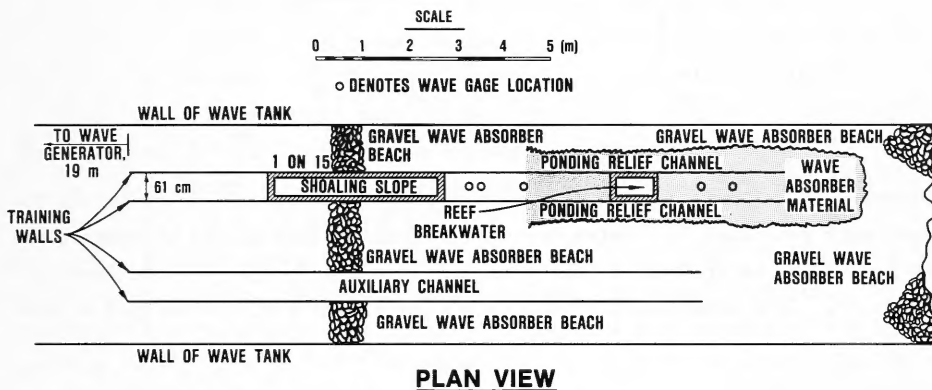 SCALE
0 1 2 3 4 5 (m)
DENOTES WAVE GAGE LOCATION
WALL OF WAVE TANK
TO WAVE
GENERATOR,
19 m
GRAVEL WAVE ABSORBER
BEACH
GRAVEL WAVE ABSORBER BEACH
1 ON 15
PONDING RELIEF CHANNEL
WAVE
ABSORBER
MATERIAL
61 cm
SHOALING SLOPE
TRAINING
WALLS
REEF
BREAKWATER
PONDING RELIEF CHANNEL
GRAVEL WAVE ABSORBER BEACH
GRAVEL WAVE
ABSORBER BEACH
AUXILIARY CHANNEL
GRAVEL WAVE ABSORBER BEACH
WALL OF WAVE TANK
PLAN VIEW